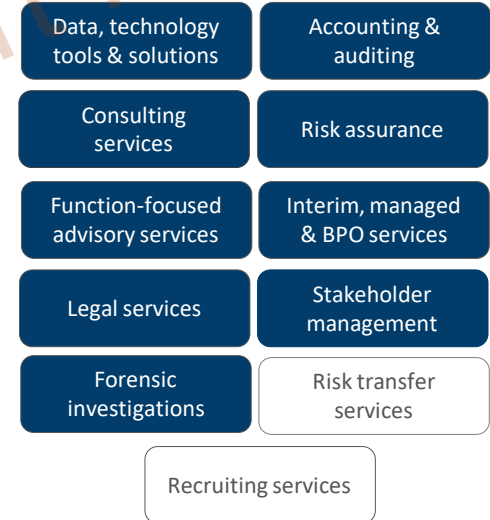 Data, technology
tools & solutions
Accounting &
auditing
Consulting
services
Risk assurance
Function-focused
advisory services
Interim, managed
& BPO services
Legal services
Stakeholder
management
Forensic
investigations
Risk transfer
services
Recruiting services